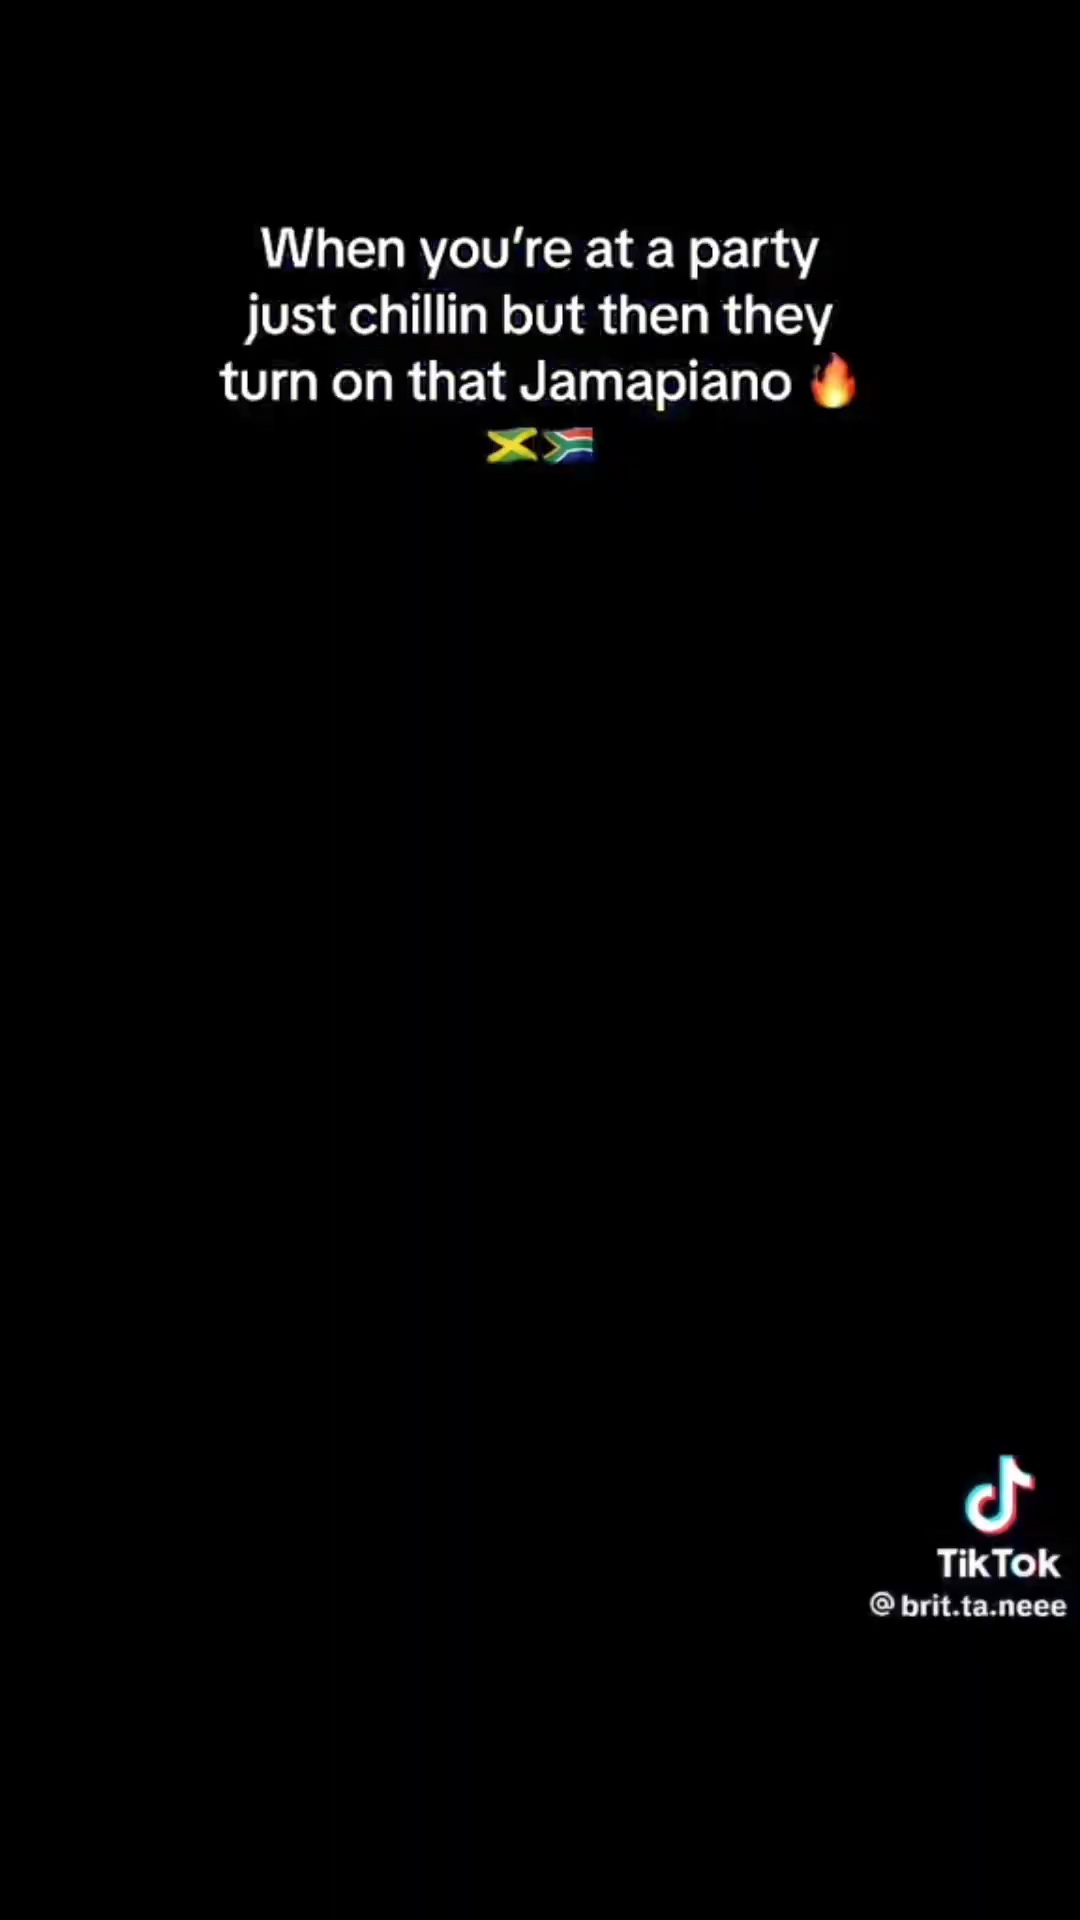 When you’re at a party
just chillin but then they
turn on that Jamapiano 🔥
🇯🇲🇿🇦
TikTok
@brit.ta.neee